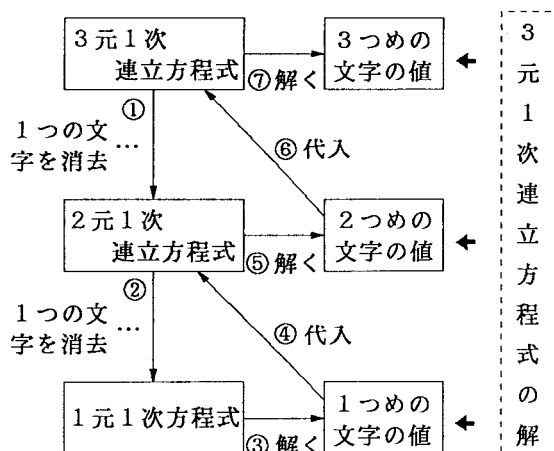 3元1次
連立方程式
⑦解く
3つめの
文字の値
①
1つの文
字を消去…
⑥代入
2元1次
連立方程式
⑤解く
2つめの
文字の値
②
1つの文
字を消去…
④代入
1元1次方程式
③解く
1つめの
文字の値
3元1次連立方程式の解